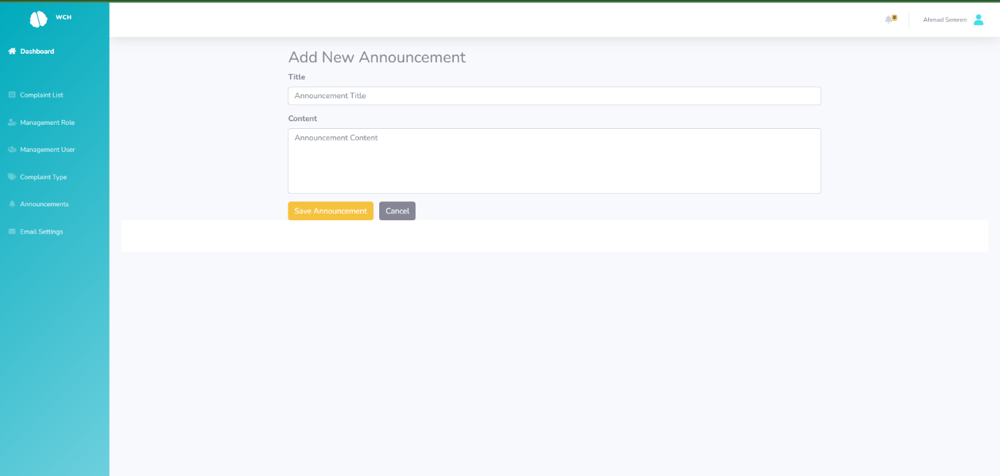 WCH
Dashboard
Complaint List
Management Role
Management User
Complaint Type
Announcements
Email Settings
0
Ahmad Semren
Add New Announcement
Title
Announcement Title
Content
Announcement Content
Save Announcement
Cancel